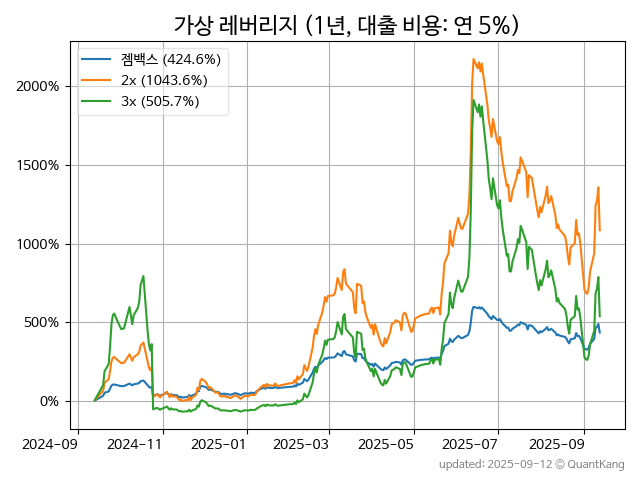 가상 레버리지 (1년, 대출 비용: 연 5%)
젬백스 (424.6%)
2x (1043.6%)
3x (505.7%)
2000%
1500%
1000%
500%
0%
2024-09 2024-11 2025-01 2025-03 2025-05 2025-07 2025-09
updated: 2025-09-12 © QuantKang